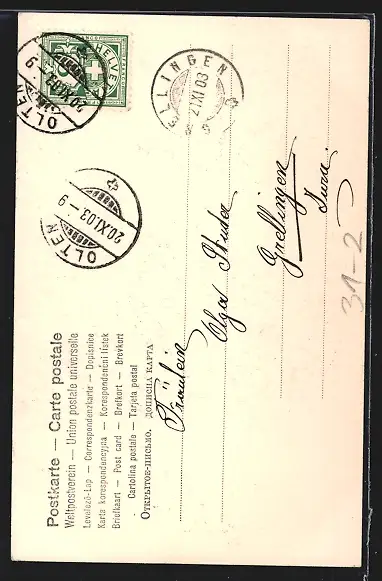 Postkarte — Carte postale
Weltpostverein — Union postale universelle
Levelező-Lap — Correspondenzkarte — Dopisnice
Karta korespondencyjna — Korespondenční lístek
Briefkaart — Post card — Brefkort — Brevkort
Cartolina postale — Tarjeta postal
Открытое-письмо. Дописна карта
OLTEN
20.XI.03–9
OLTEN
20.XI.03–9
HELVETIA
5
ELLINGEN
21.XI.03
Fräulein
Olga Studer
Grellingen
Jura.
31-2